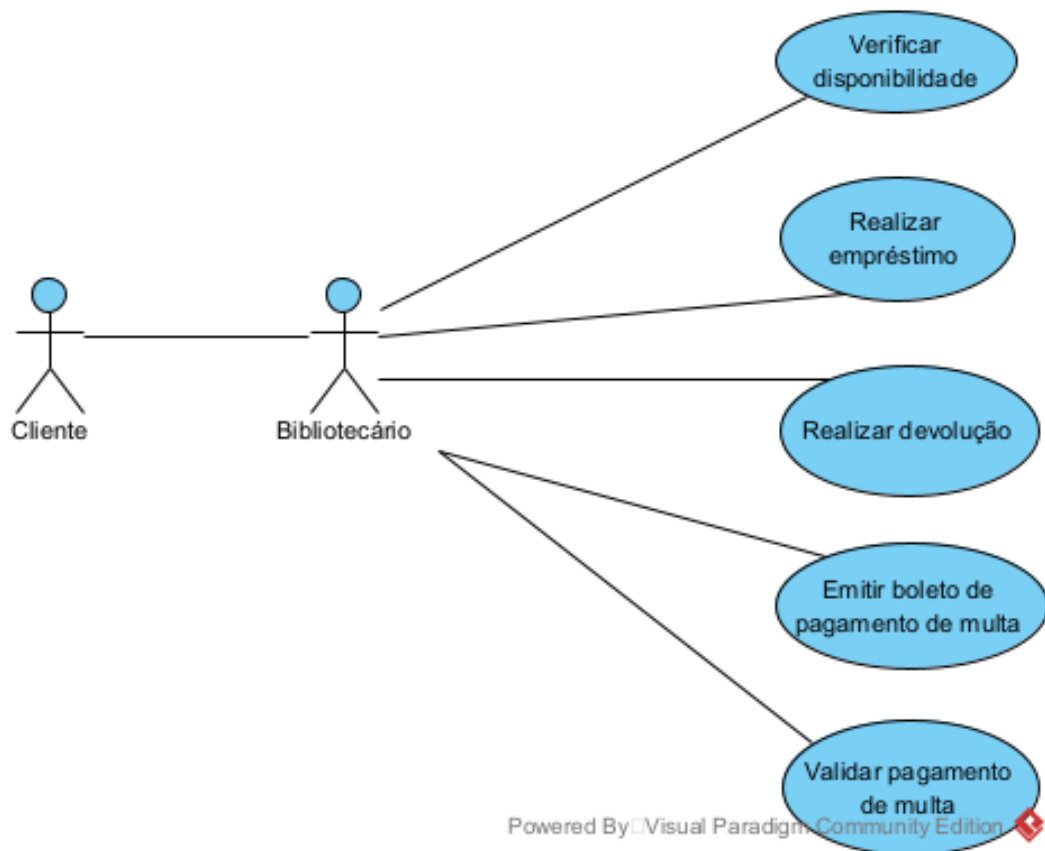 Verificar
disponibilidade
Realizar
empréstimo
Cliente
Bibliotecário
Realizar devolução
Emitir boleto de
pagamento de multa
Validar pagamento
de multa
Powered By Visual Paradigm Community Edition